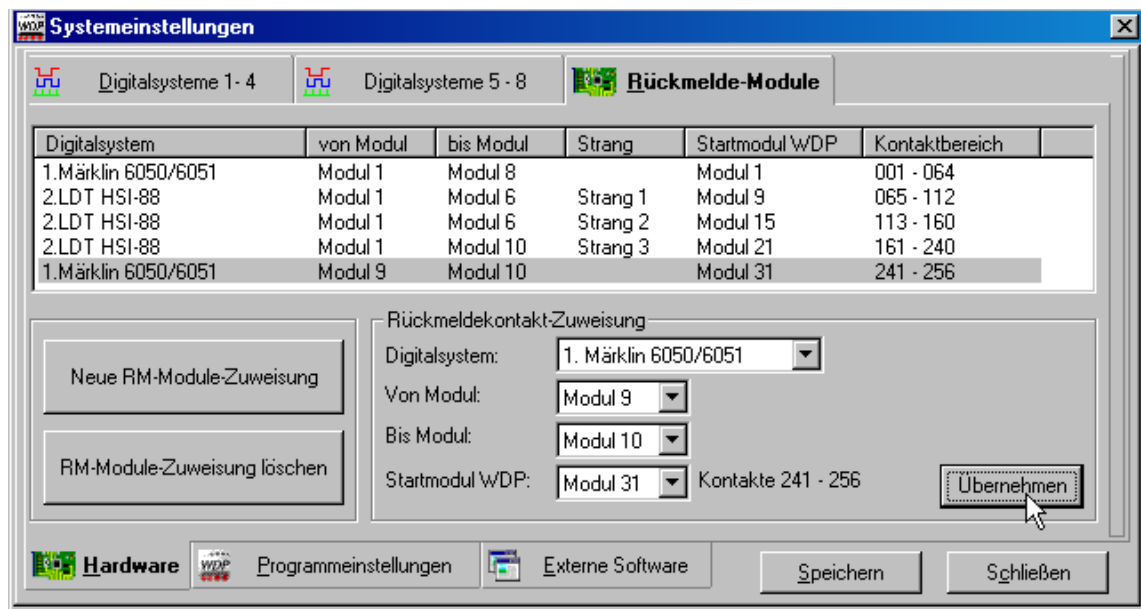 WDP Systemeinstellungen
Digitalsysteme 1- 4 Digitalsysteme 5 - 8 Rückmelde-Module
Digitalsystem von Modul bis Modul Strang Startmodul WDP Kontaktbereich
1.Märklin 6050/6051 Modul 1 Modul 8 Modul 1 001 - 064
2.LDT HSI-88 Modul 1 Modul 6 Strang 1 Modul 9 065 - 112
2.LDT HSI-88 Modul 1 Modul 6 Strang 2 Modul 15 113 - 160
2.LDT HSI-88 Modul 1 Modul 10 Strang 3 Modul 21 161 - 240
1.Märklin 6050/6051 Modul 9 Modul 10 Modul 31 241 - 256
Neue RM-Module-Zuweisung
RM-Module-Zuweisung löschen
Rückmeldekontakt-Zuweisung
Digitalsystem: 1. Märklin 6050/6051
Von Modul: Modul 9
Bis Modul: Modul 10
Startmodul WDP: Modul 31 Kontakte 241 - 256
Übernehmen
Hardware WDP Programmeinstellungen Externe Software
Speichern Schließen